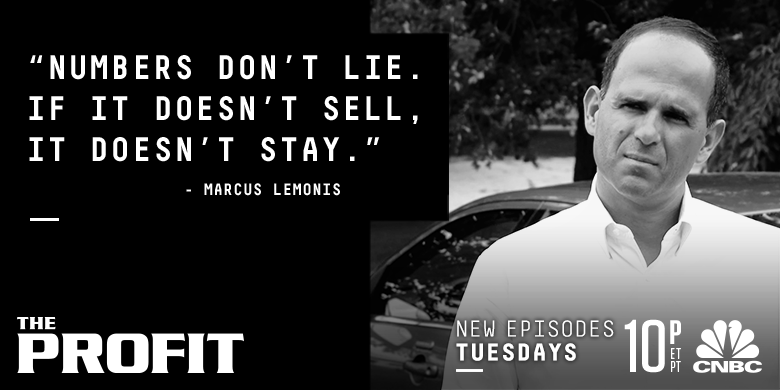 “NUMBERS DON’T LIE.
IF IT DOESN’T SELL,
IT DOESN’T STAY.”
- MARCUS LEMONIS
THE
PROFIT
NEW EPISODES
TUESDAYS
10P
ET
PT
CNBC